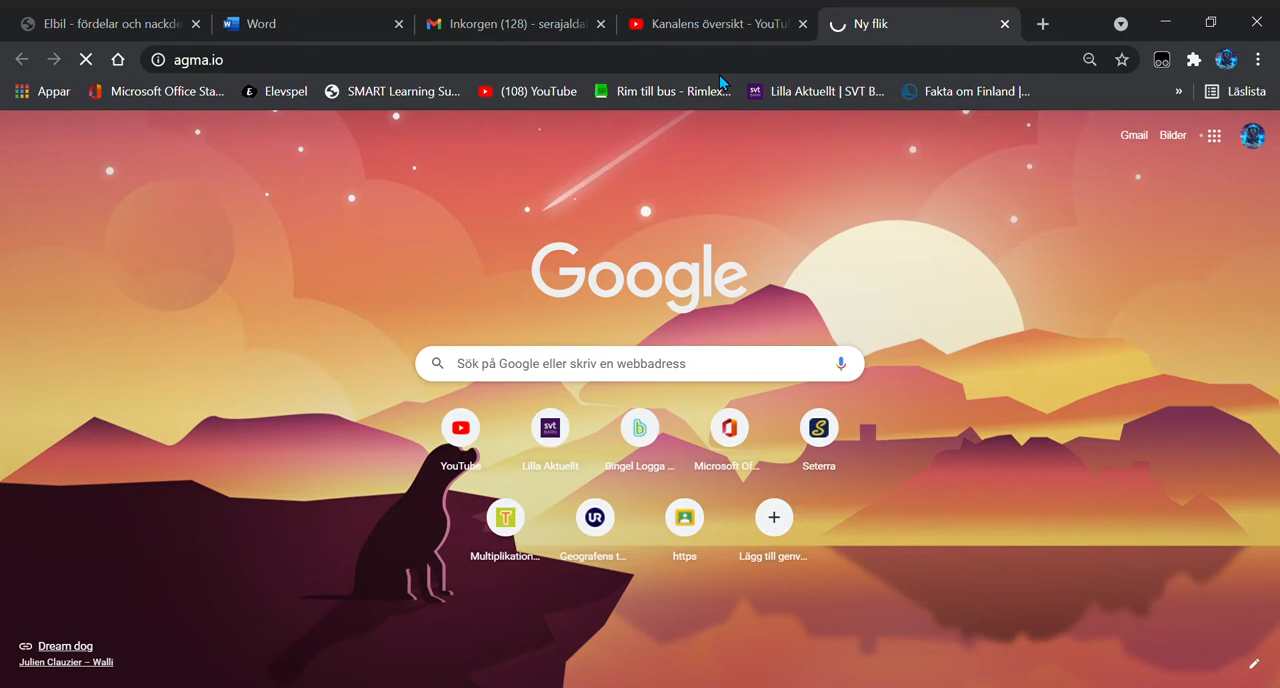 Elbil - fördelar och nackde
Word
Inkorgen (128) - serajalda
Kanalens översikt - YouTu
Ny flik
agma.io
Appar
Microsoft Office Sta...
Elevspel
SMART Learning Su...
(108) YouTube
Rim till bus - Rimlex...
Lilla Aktuellt | SVT B...
Fakta om Finland |...
»
Läslista
Gmail
Bilder
Google
Sök på Google eller skriv en webbadress
YouTube
Lilla Aktuellt
Bingel Logga ...
Microsoft Of...
Seterra
Multiplikation...
Geografens t...
https
Lägg till genv...
Dream dog
Julien Clauzier – Walli